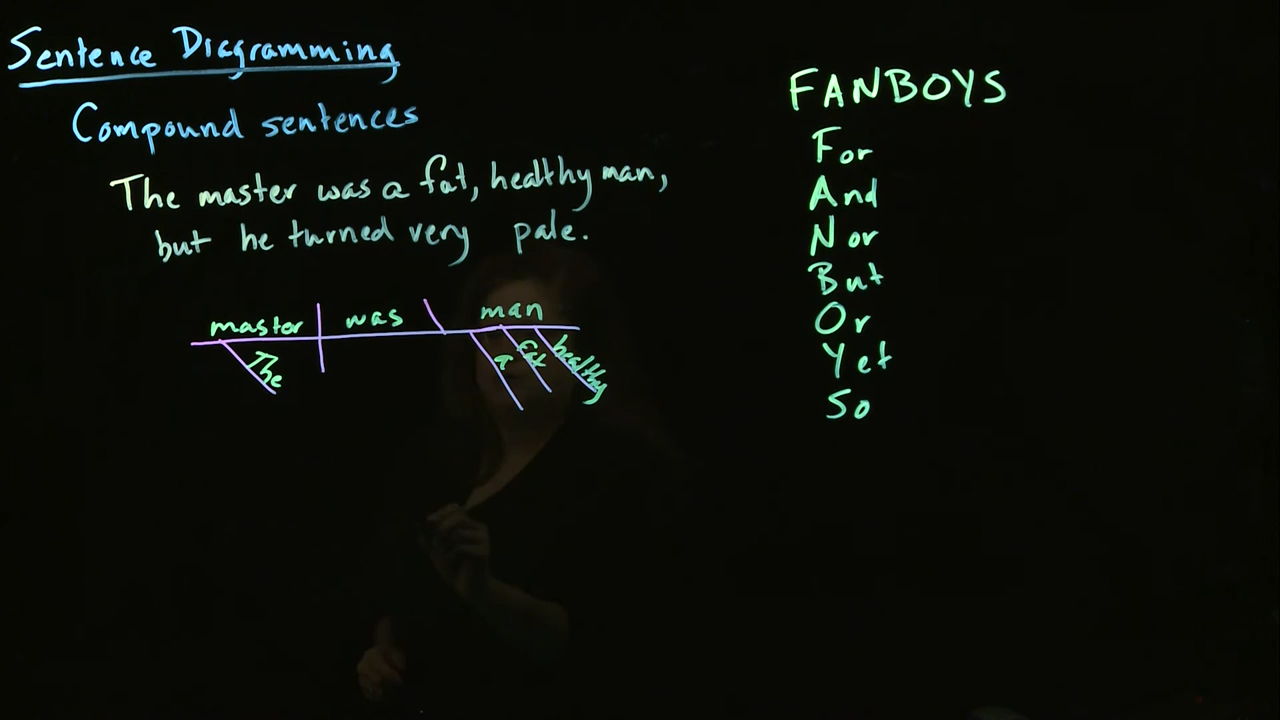 Sentence Diagramming
Compound sentences
The master was a fat, healthy man,
but he turned very pale.
master was man
The a fat healthy
FANBOYS
For
And
Nor
But
Or
Yet
So